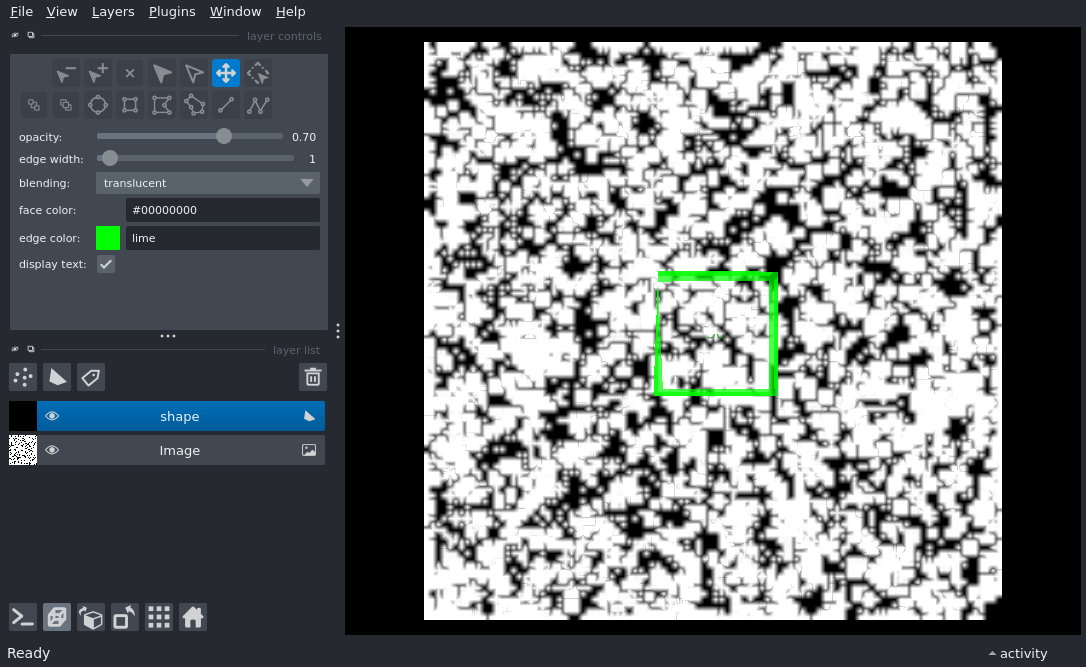 File View Layers Plugins Window Help
layer controls
opacity: 0.70
edge width: 1
blending: translucent
face color: #00000000
edge color: lime
display text:
layer list
shape
Image
Ready
activity